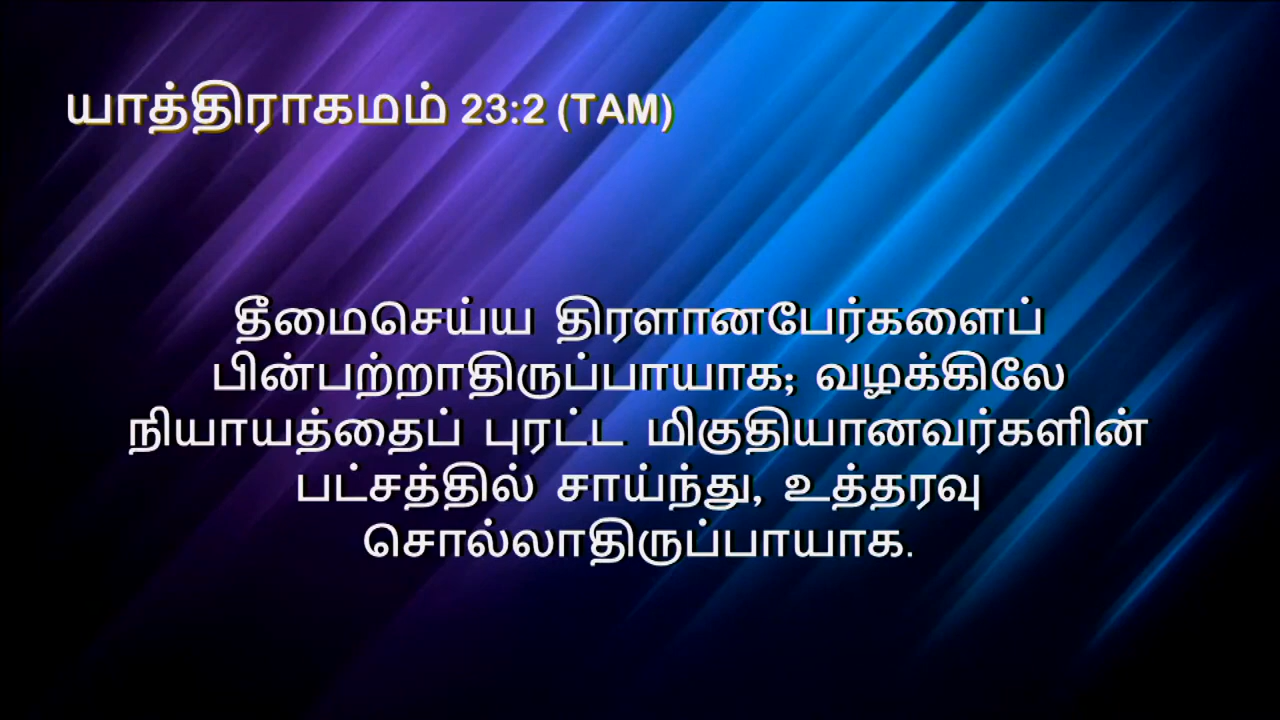 யாத்திராகமம் 23:2 (TAM)
தீமைசெய்ய திரளானபேர்களைப்
பின்பற்றாதிருப்பாயாக; வழக்கிலே
நியாயத்தைப் புரட்ட மிகுதியானவர்களின்
பட்சத்தில் சாய்ந்து, உத்தரவு
சொல்லாதிருப்பாயாக.